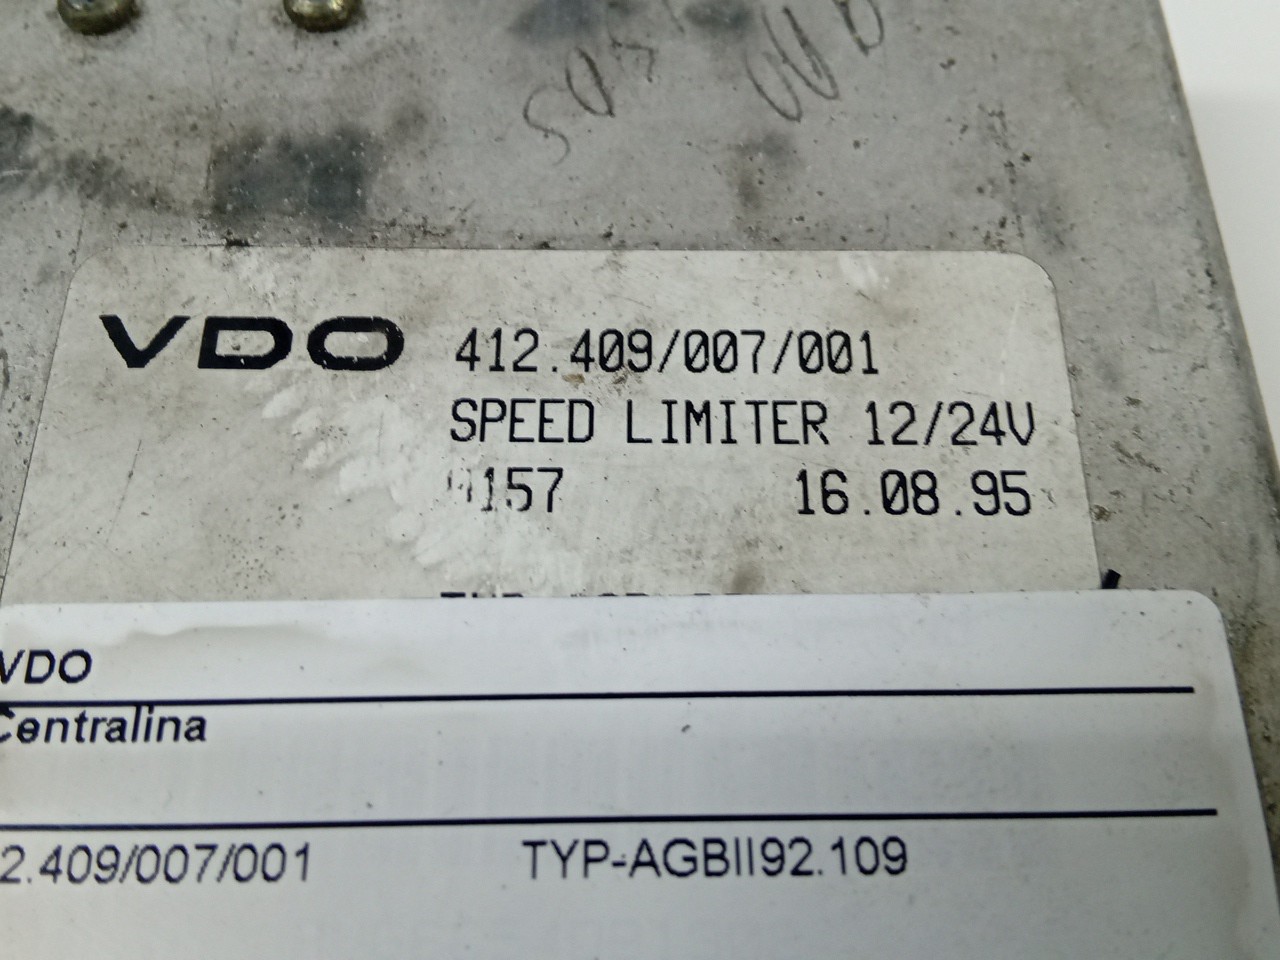 VDO 412.409/007/001
SPEED LIMITER 12/24V
16.08.95
VDO
Centralina
2.409/007/001 TYP-AGBII92.109